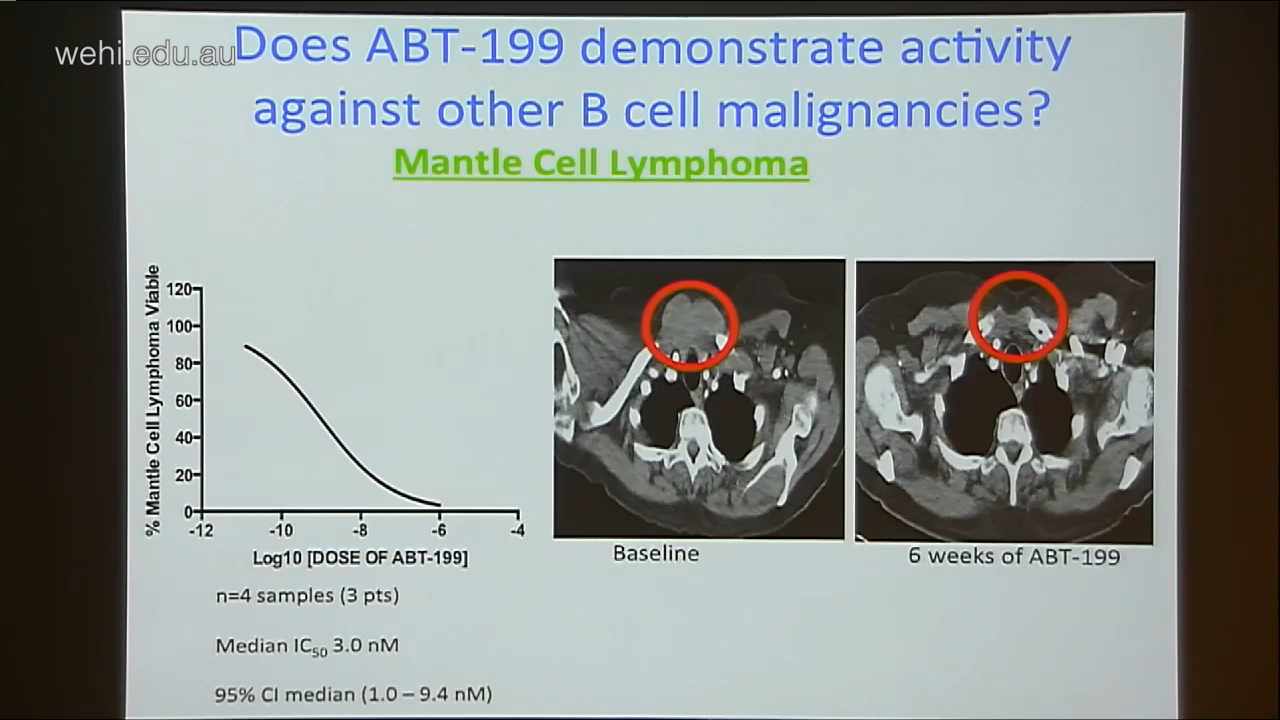 wehi.edu.au
Does ABT-199 demonstrate activity
against other B cell malignancies?
Mantle Cell Lymphoma
% Mantle Cell Lymphoma Viable
120
100
80
60
40
20
0
-12 -10 -8 -6 -4
Log10 [DOSE OF ABT-199]
Baseline
6 weeks of ABT-199
n=4 samples (3 pts)
Median IC50 3.0 nM
95% CI median (1.0 – 9.4 nM)